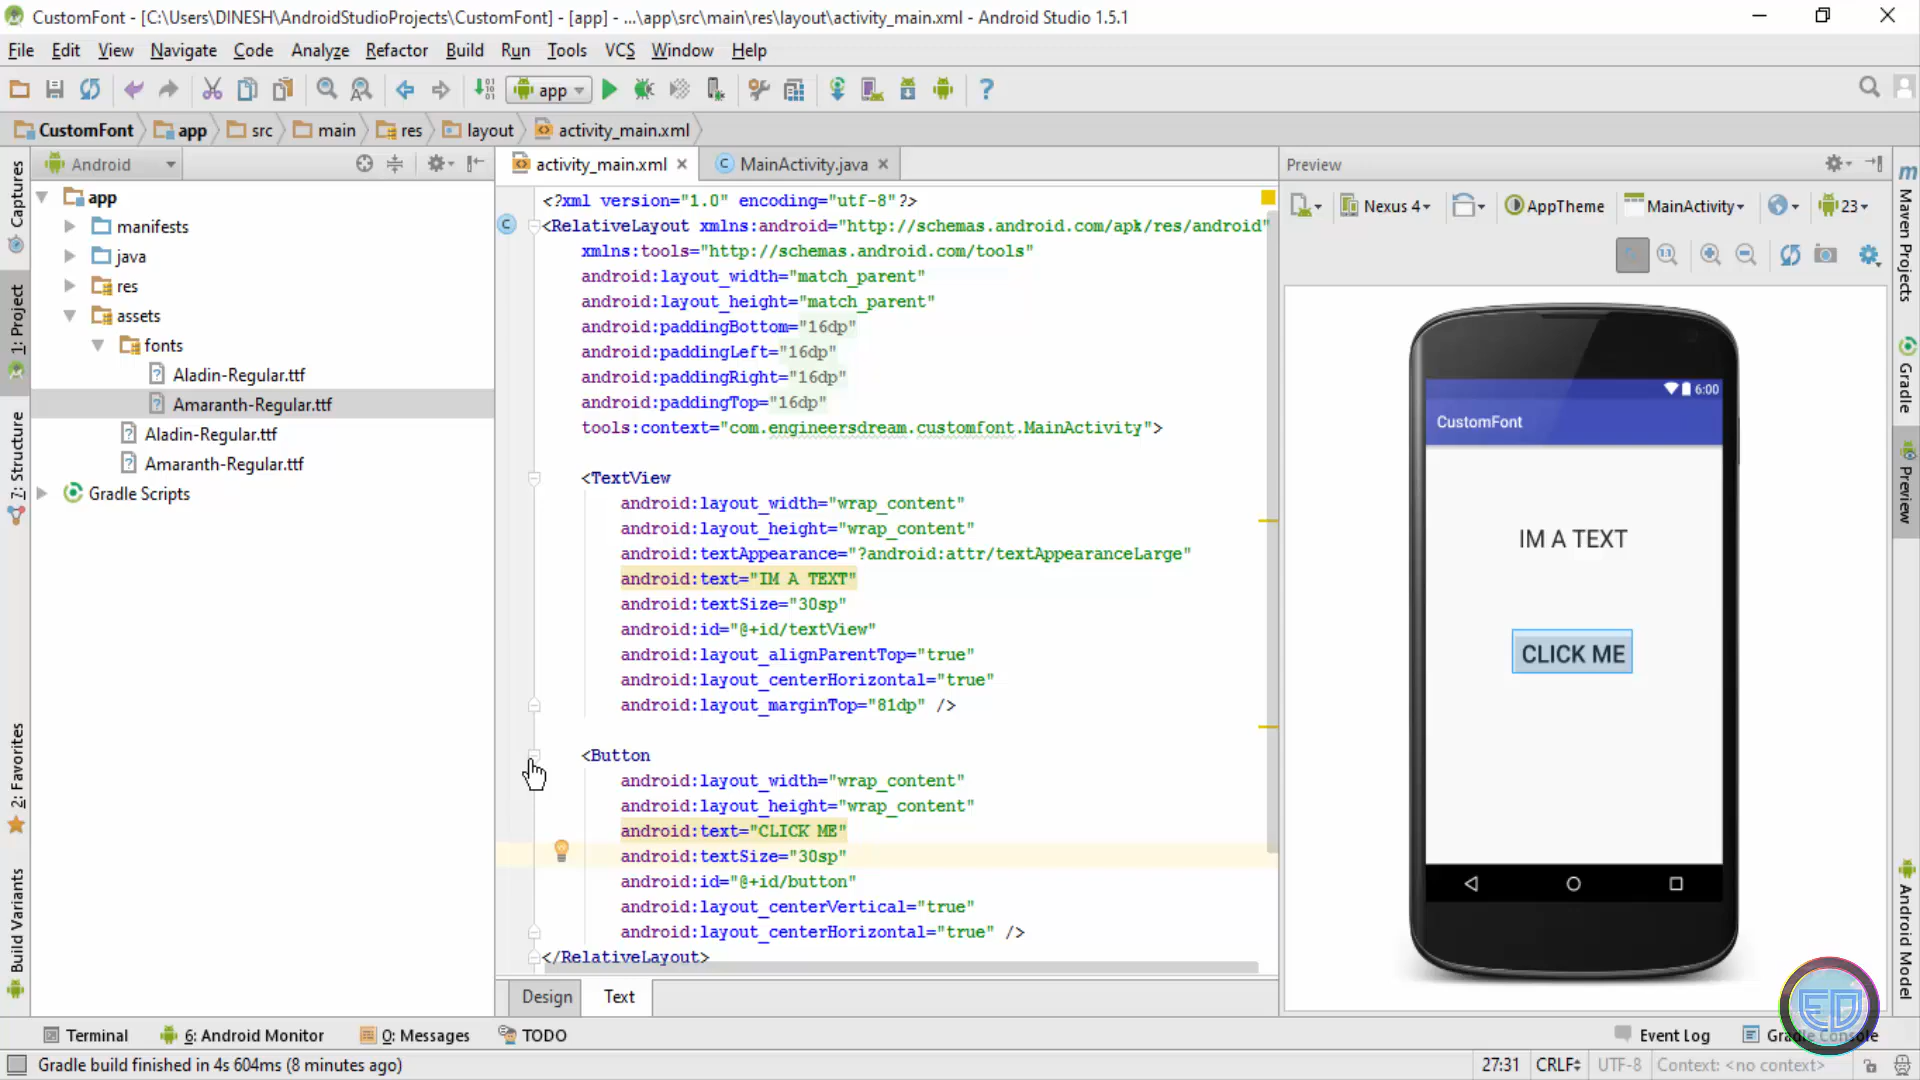 CustomFont - [C:\Users\DINESH\AndroidStudioProjects\CustomFont] - [app] - ...\app\src\main\res\layout\activity_main.xml - Android Studio 1.5.1
File Edit View Navigate Code Analyze Refactor Build Run Tools VCS Window Help
app
CustomFont app src main res layout activity_main.xml
Android
activity_main.xml MainActivity.java
Preview
Captures
1: Project
7: Structure
2: Favorites
Build Variants
app
manifests
java
res
assets
fonts
Aladin-Regular.ttf
Amaranth-Regular.ttf
Aladin-Regular.ttf
Amaranth-Regular.ttf
Gradle Scripts
<?xml version="1.0" encoding="utf-8"?>
<RelativeLayout xmlns:android="http://schemas.android.com/apk/res/android"
xmlns:tools="http://schemas.android.com/tools"
android:layout_width="match_parent"
android:layout_height="match_parent"
android:paddingBottom="16dp"
android:paddingLeft="16dp"
android:paddingRight="16dp"
android:paddingTop="16dp"
tools:context="com.engineersdream.customfont.MainActivity">
<TextView
android:layout_width="wrap_content"
android:layout_height="wrap_content"
android:textAppearance="?android:attr/textAppearanceLarge"
android:text="IM A TEXT"
android:textSize="30sp"
android:id="@+id/textView"
android:layout_alignParentTop="true"
android:layout_centerHorizontal="true"
android:layout_marginTop="81dp" />
<Button
android:layout_width="wrap_content"
android:layout_height="wrap_content"
android:text="CLICK ME"
android:textSize="30sp"
android:id="@+id/button"
android:layout_centerVertical="true"
android:layout_centerHorizontal="true" />
</RelativeLayout>
Design Text
Nexus 4 AppTheme MainActivity 23
6:00
CustomFont
IM A TEXT
CLICK ME
Maven Projects
Gradle
Preview
Android Model
ED
Terminal 6: Android Monitor 0: Messages TODO Event Log Gradle Console
Gradle build finished in 4s 604ms (8 minutes ago) 27:31 CRLF UTF-8 Context: <no context>